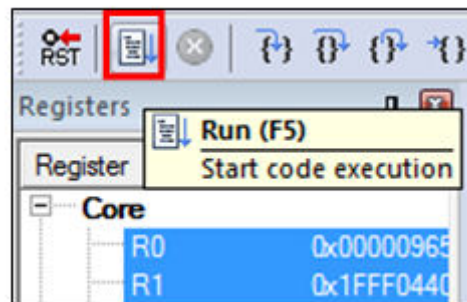 RST
Registers
Run (F5)
Register
Start code execution
Core
R0 0x00000965
R1 0x1FFF0440